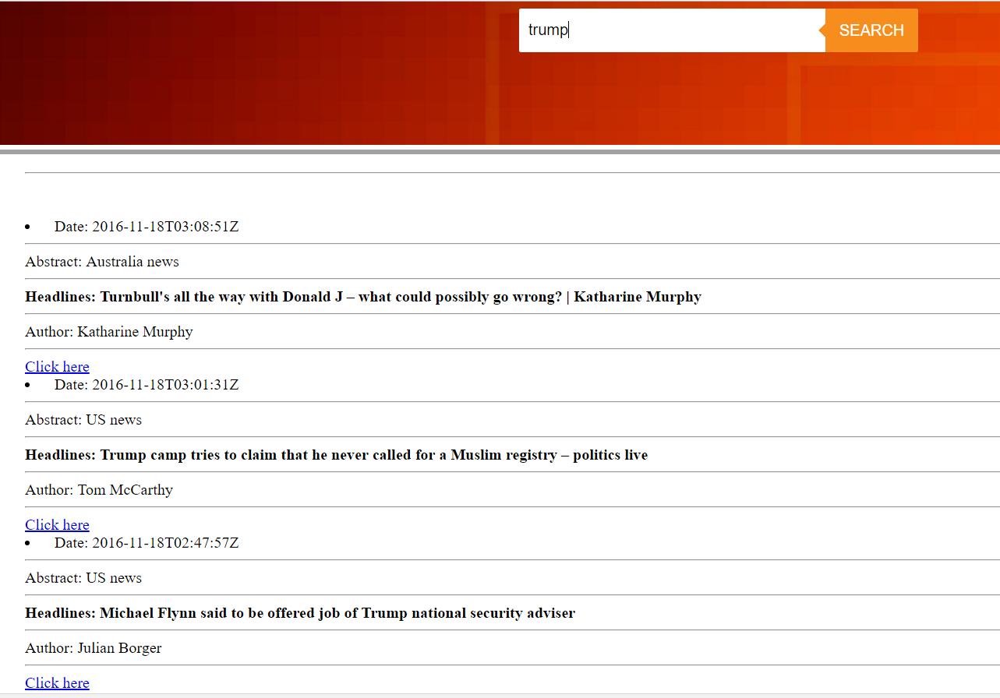 trump
SEARCH
Date: 2016-11-18T03:08:51Z
Abstract: Australia news
Headlines: Turnbull's all the way with Donald J – what could possibly go wrong? | Katharine Murphy
Author: Katharine Murphy
Click here
Date: 2016-11-18T03:01:31Z
Abstract: US news
Headlines: Trump camp tries to claim that he never called for a Muslim registry – politics live
Author: Tom McCarthy
Click here
Date: 2016-11-18T02:47:57Z
Abstract: US news
Headlines: Michael Flynn said to be offered job of Trump national security adviser
Author: Julian Borger
Click here